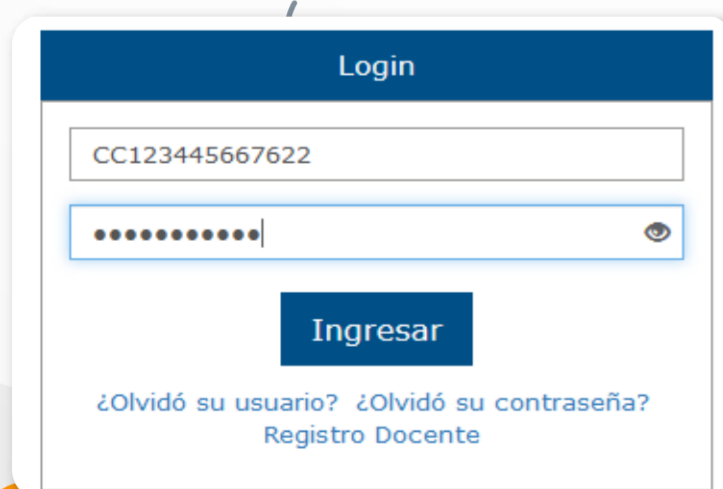 Login
CC123445667622
•••••••••••
Ingresar
¿Olvidó su usuario? ¿Olvidó su contraseña?
Registro Docente